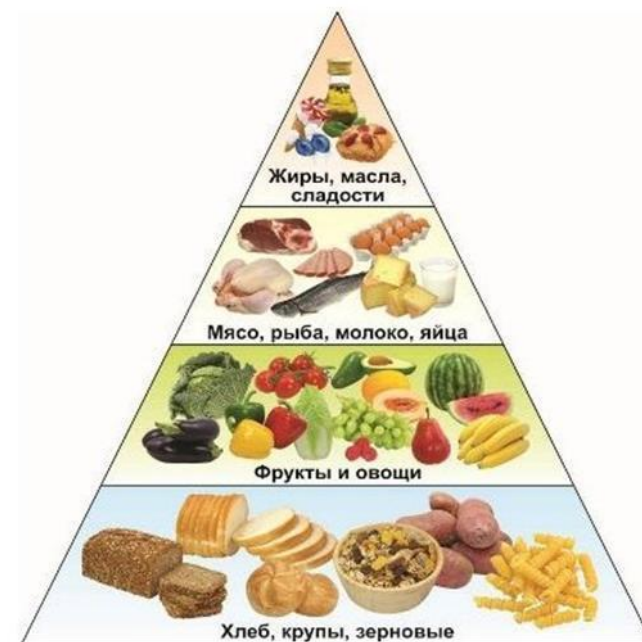 Жиры, масла,
сладости
Мясо, рыба, молоко, яйца
Фрукты и овощи
Хлеб, крупы, зерновые